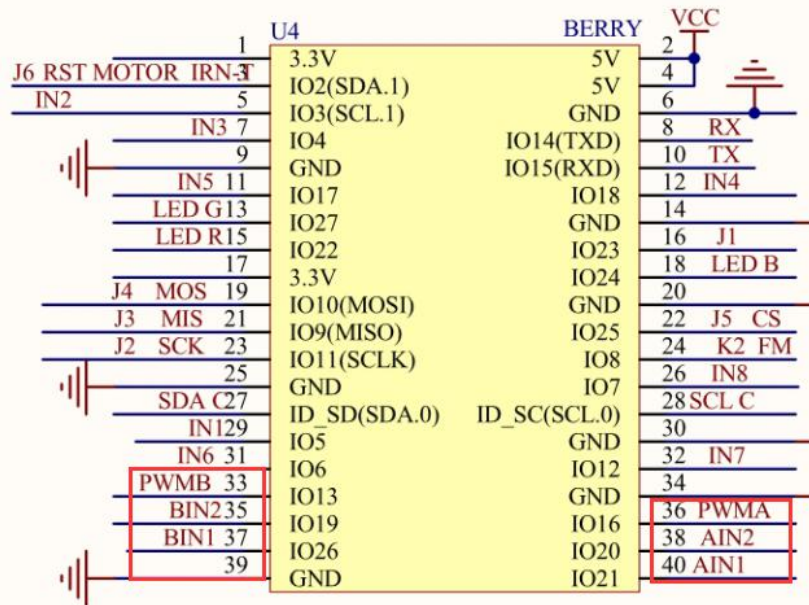 U4 BERRY VCC
1 3.3V 5V 2
J6 RST MOTOR IRN-T 3 IO2(SDA.1) 5V 4
IN2 5 IO3(SCL.1) GND 6
IN3 7 IO4 IO14(TXD) 8 RX
9 GND IO15(RXD) 10 TX
IN5 11 IO17 IO18 12 IN4
LED G 13 IO27 GND 14
LED R 15 IO22 IO23 16 J1
17 3.3V IO24 18 LED B
J4 MOS 19 IO10(MOSI) GND 20
J3 MIS 21 IO9(MISO) IO25 22 J5 CS
J2 SCK 23 IO11(SCLK) IO8 24 K2 FM
25 GND IO7 26 IN8
SDA C 27 ID_SD(SDA.0) ID_SC(SCL.0) 28 SCL C
IN1 29 IO5 GND 30
IN6 31 IO6 IO12 32 IN7
PWMB 33 IO13 GND 34
BIN2 35 IO19 IO16 36 PWMA
BIN1 37 IO26 IO20 38 AIN2
39 GND IO21 40 AIN1